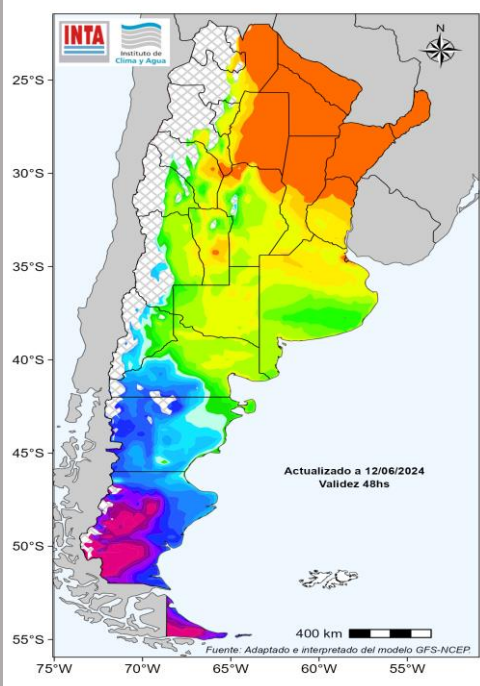 INTA
Instituto de
Clima y Agua
N
25°S
30°S
35°S
40°S
45°S
50°S
55°S
Actualizado a 12/06/2024
Validez 48hs
400 km
Fuente: Adaptado e interpretado del modelo GFS-NCEP.
75°W
70°W
65°W
60°W
55°W